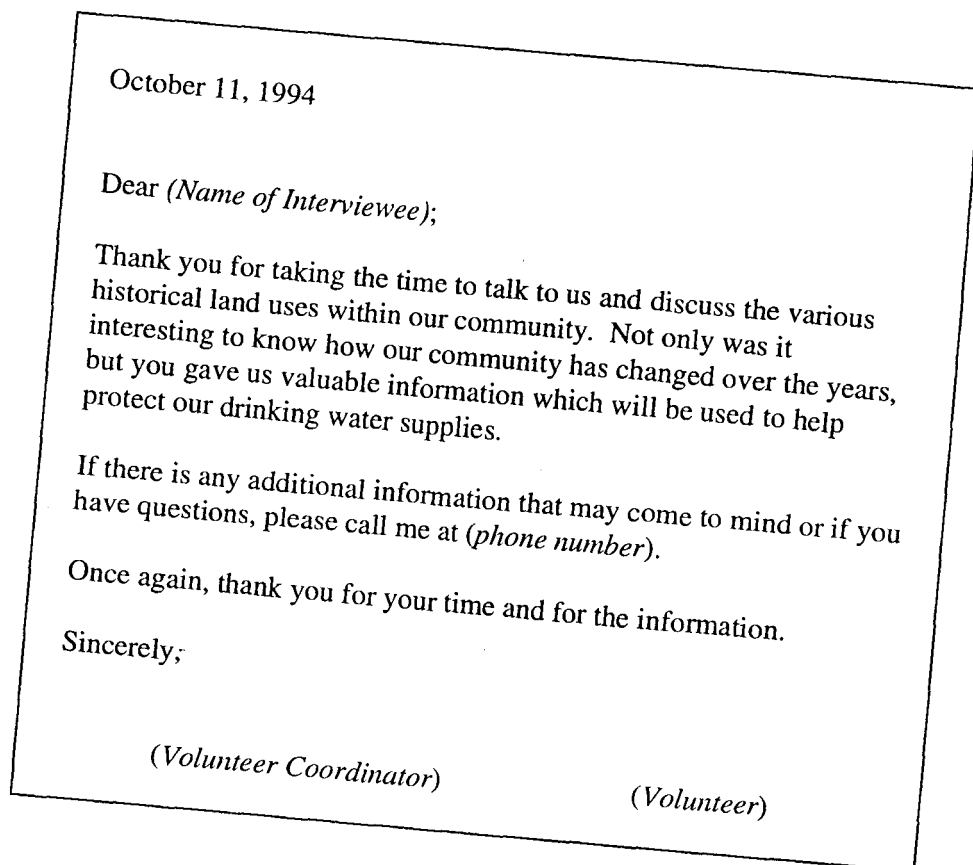 October 11, 1994
Dear (Name of Interviewee);
Thank you for taking the time to talk to us and discuss the various
historical land uses within our community. Not only was it
interesting to know how our community has changed over the years,
but you gave us valuable information which will be used to help
protect our drinking water supplies.
If there is any additional information that may come to mind or if you
have questions, please call me at (phone number).
Once again, thank you for your time and for the information.
Sincerely,
(Volunteer Coordinator) (Volunteer)